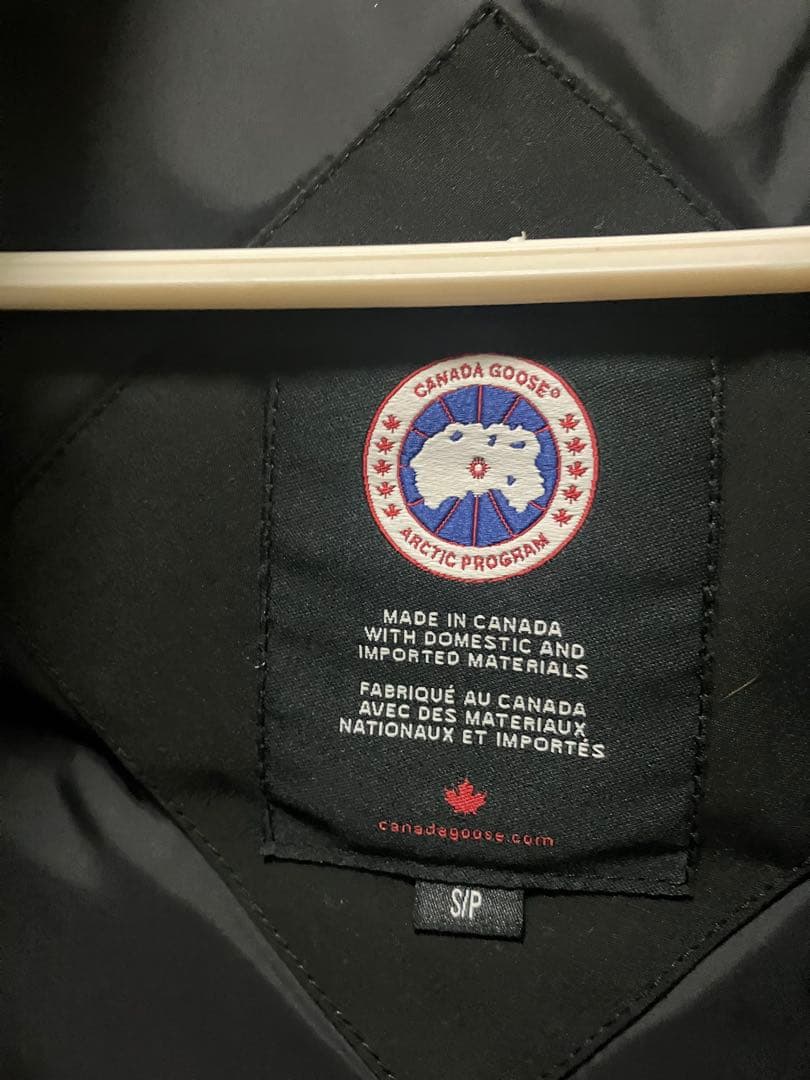 CANADA GOOSE®
ARCTIC PROGRAM
MADE IN CANADA
WITH DOMESTIC AND
IMPORTED MATERIALS
FABRIQUÉ AU CANADA
AVEC DES MATERIAUX
NATIONAUX ET IMPORTÉS
canadagoose.com
S/P